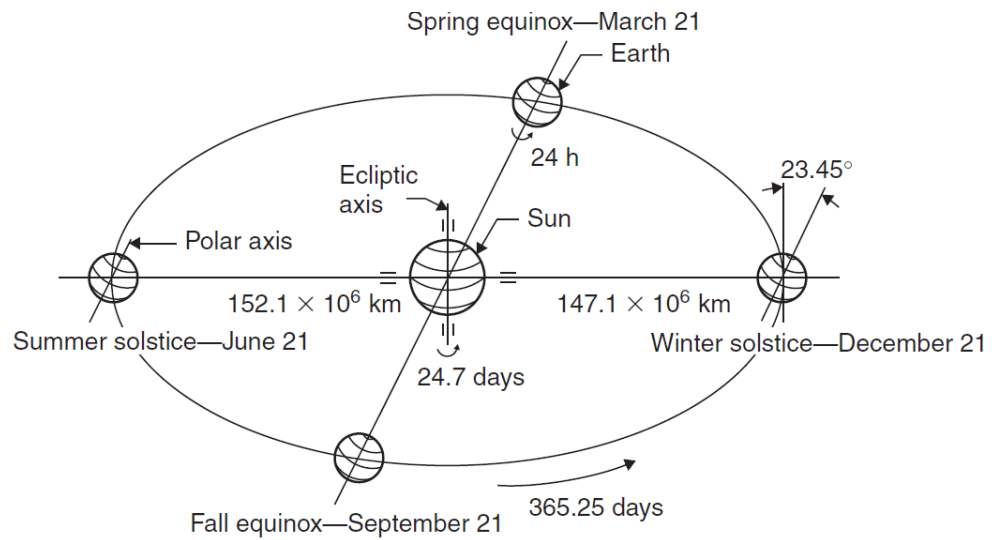 Spring equinox—March 21
Earth
24 h
23.45°
Ecliptic
axis
Sun
Polar axis
152.1 × 10⁶ km
147.1 × 10⁶ km
Summer solstice—June 21
Winter solstice—December 21
24.7 days
365.25 days
Fall equinox—September 21